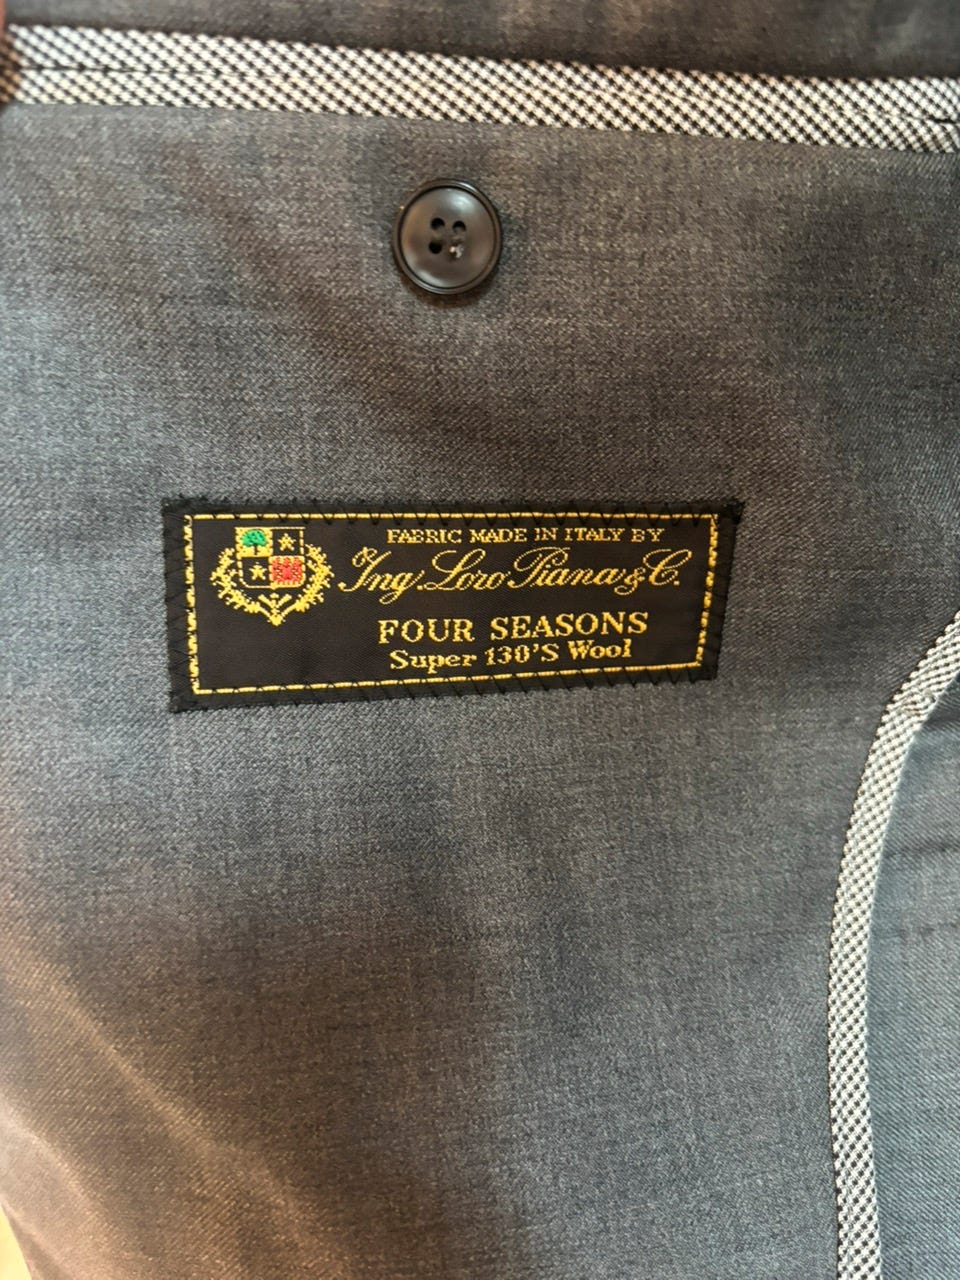 FABRIC MADE IN ITALY BY
Ing. Loro Piana & C.
FOUR SEASONS
Super 130'S Wool